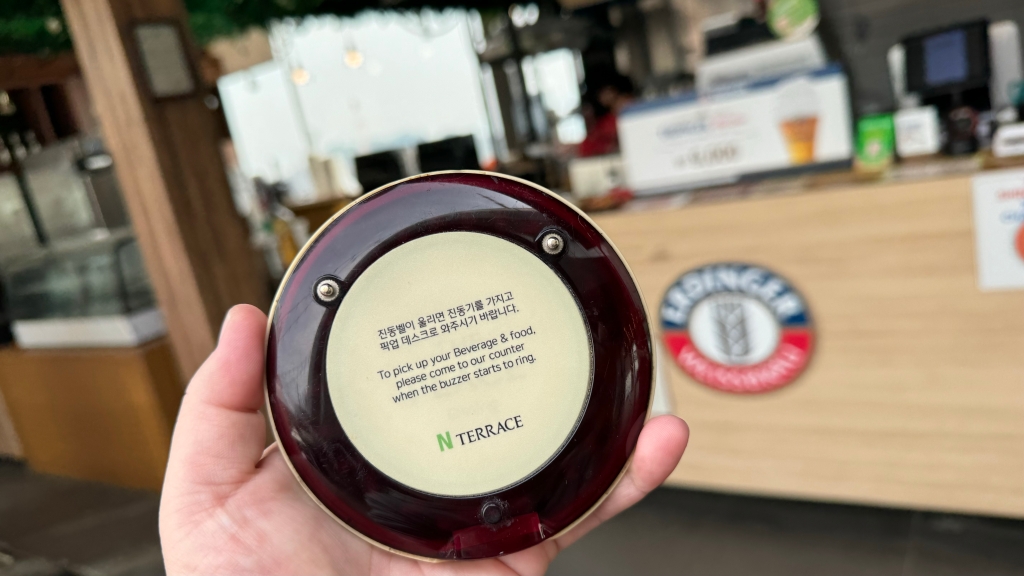 진동벨이 울리면 진동기를 가지고
픽업 데스크로 와주시기 바랍니다.
To pick up your Beverage & food,
please come to our counter
when the buzzer starts to ring.
N TERRACE
ERDINGER